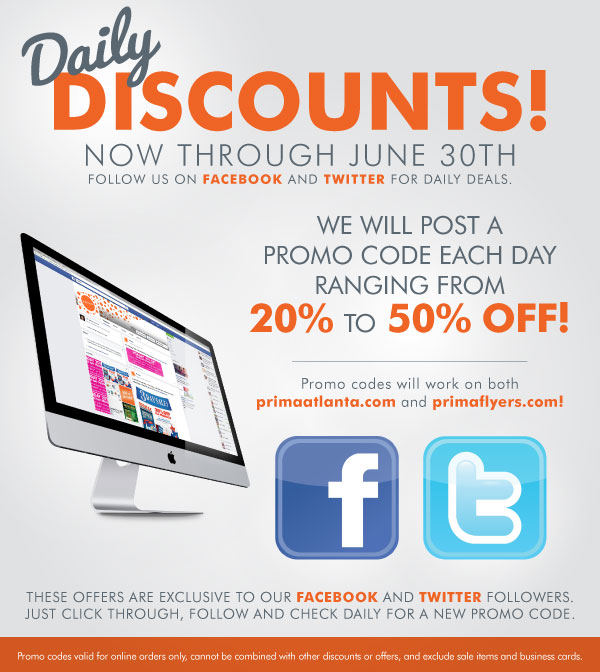 Daily
DISCOUNTS!
NOW THROUGH JUNE 30TH
FOLLOW US ON FACEBOOK AND TWITTER FOR DAILY DEALS.
WE WILL POST A
PROMO CODE EACH DAY
RANGING FROM
20% TO 50% OFF!
Promo codes will work on both
primaatlanta.com and primaflyers.com!
f
t
THESE OFFERS ARE EXCLUSIVE TO OUR FACEBOOK AND TWITTER FOLLOWERS.
JUST CLICK THROUGH, FOLLOW AND CHECK DAILY FOR A NEW PROMO CODE.
Promo codes valid for online orders only, cannot be combined with other discounts or offers, and exclude sale items and business cards.